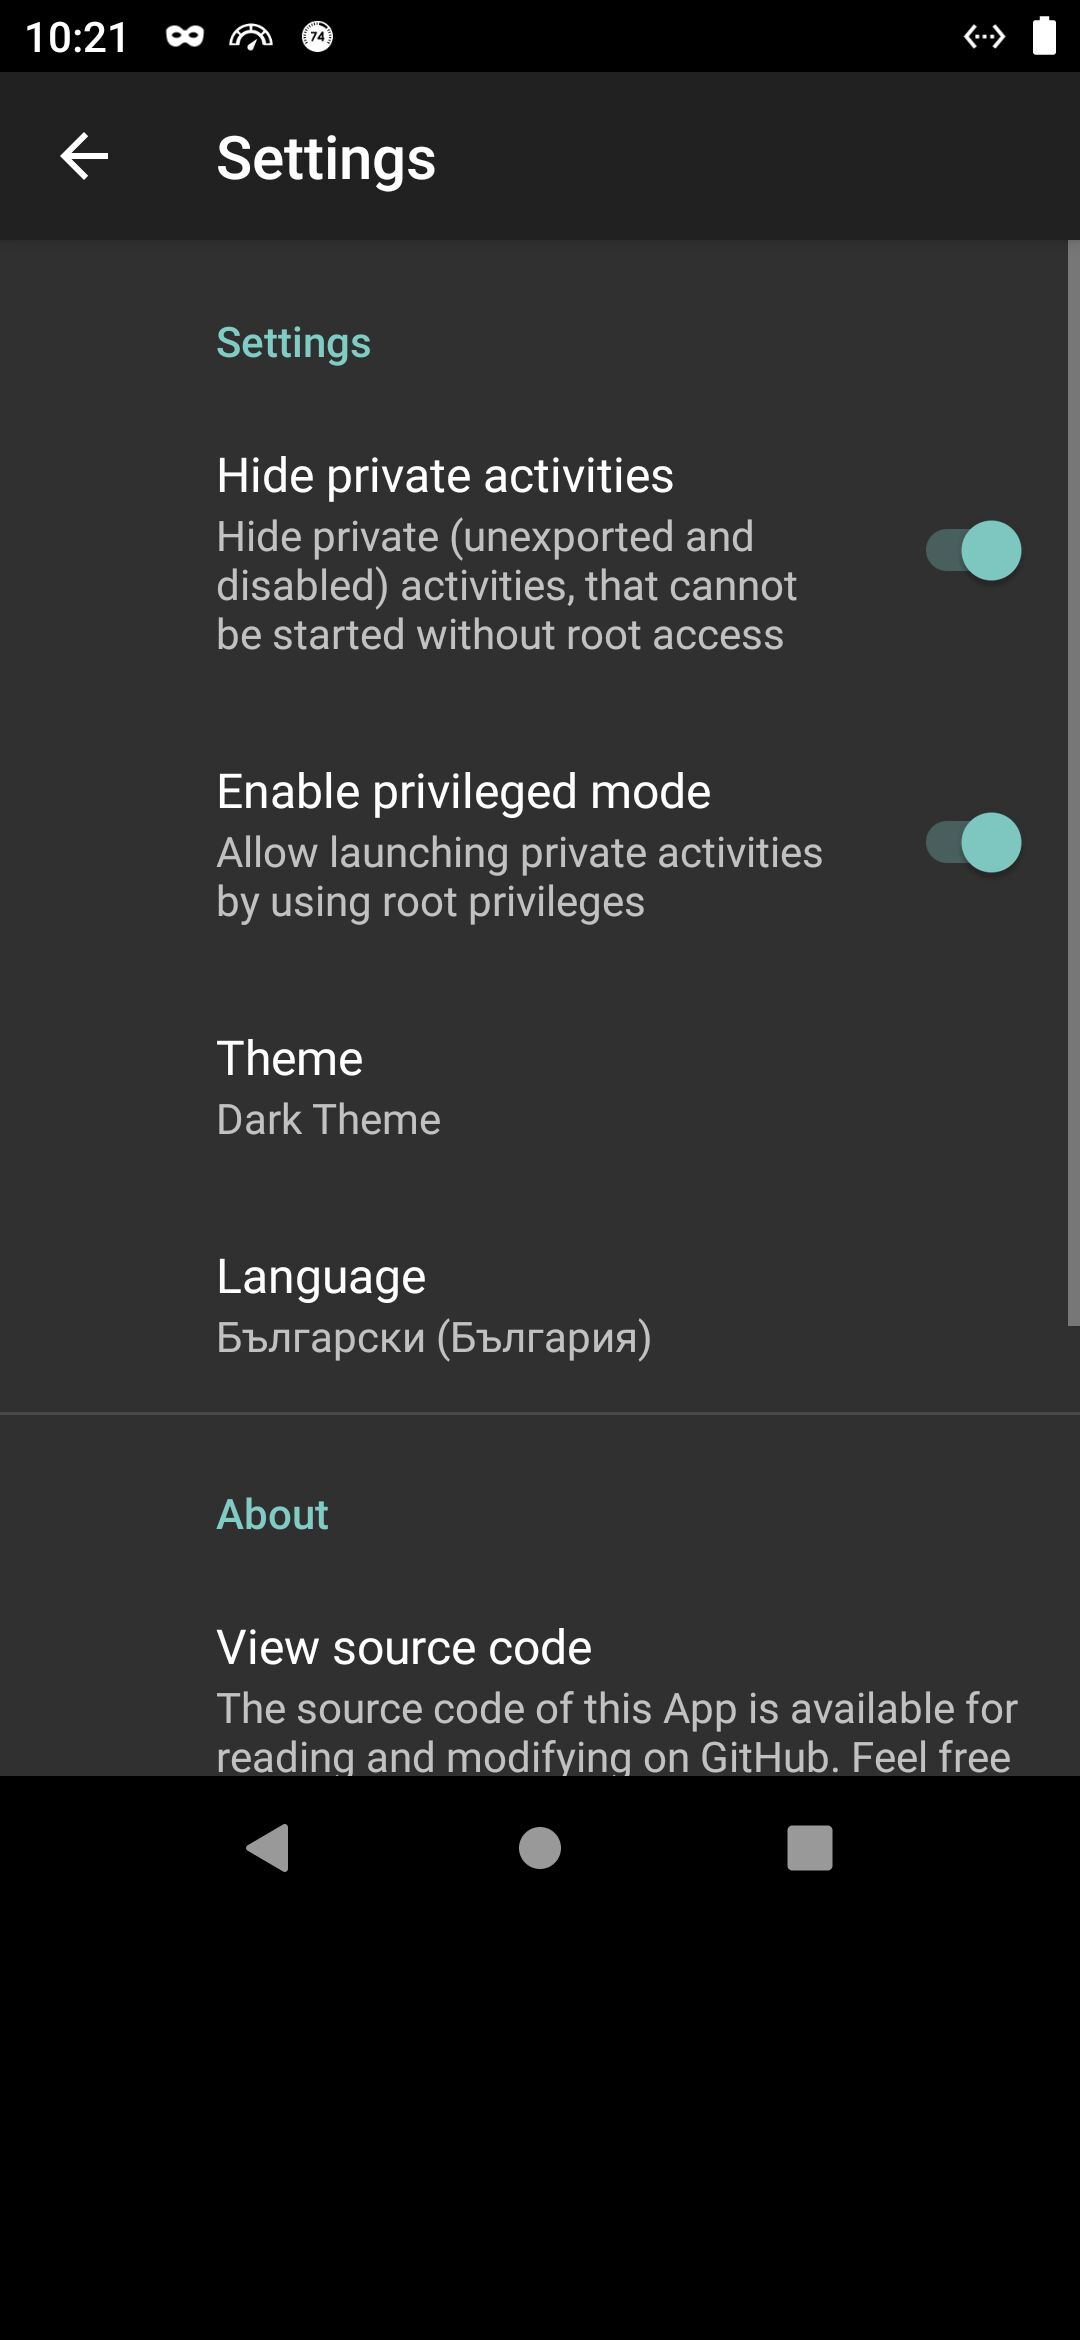 10:21
74
Settings
Settings
Hide private activities
Hide private (unexported and
disabled) activities, that cannot
be started without root access
Enable privileged mode
Allow launching private activities
by using root privileges
Theme
Dark Theme
Language
Български (България)
About
View source code
The source code of this App is available for
reading and modifying on GitHub. Feel free